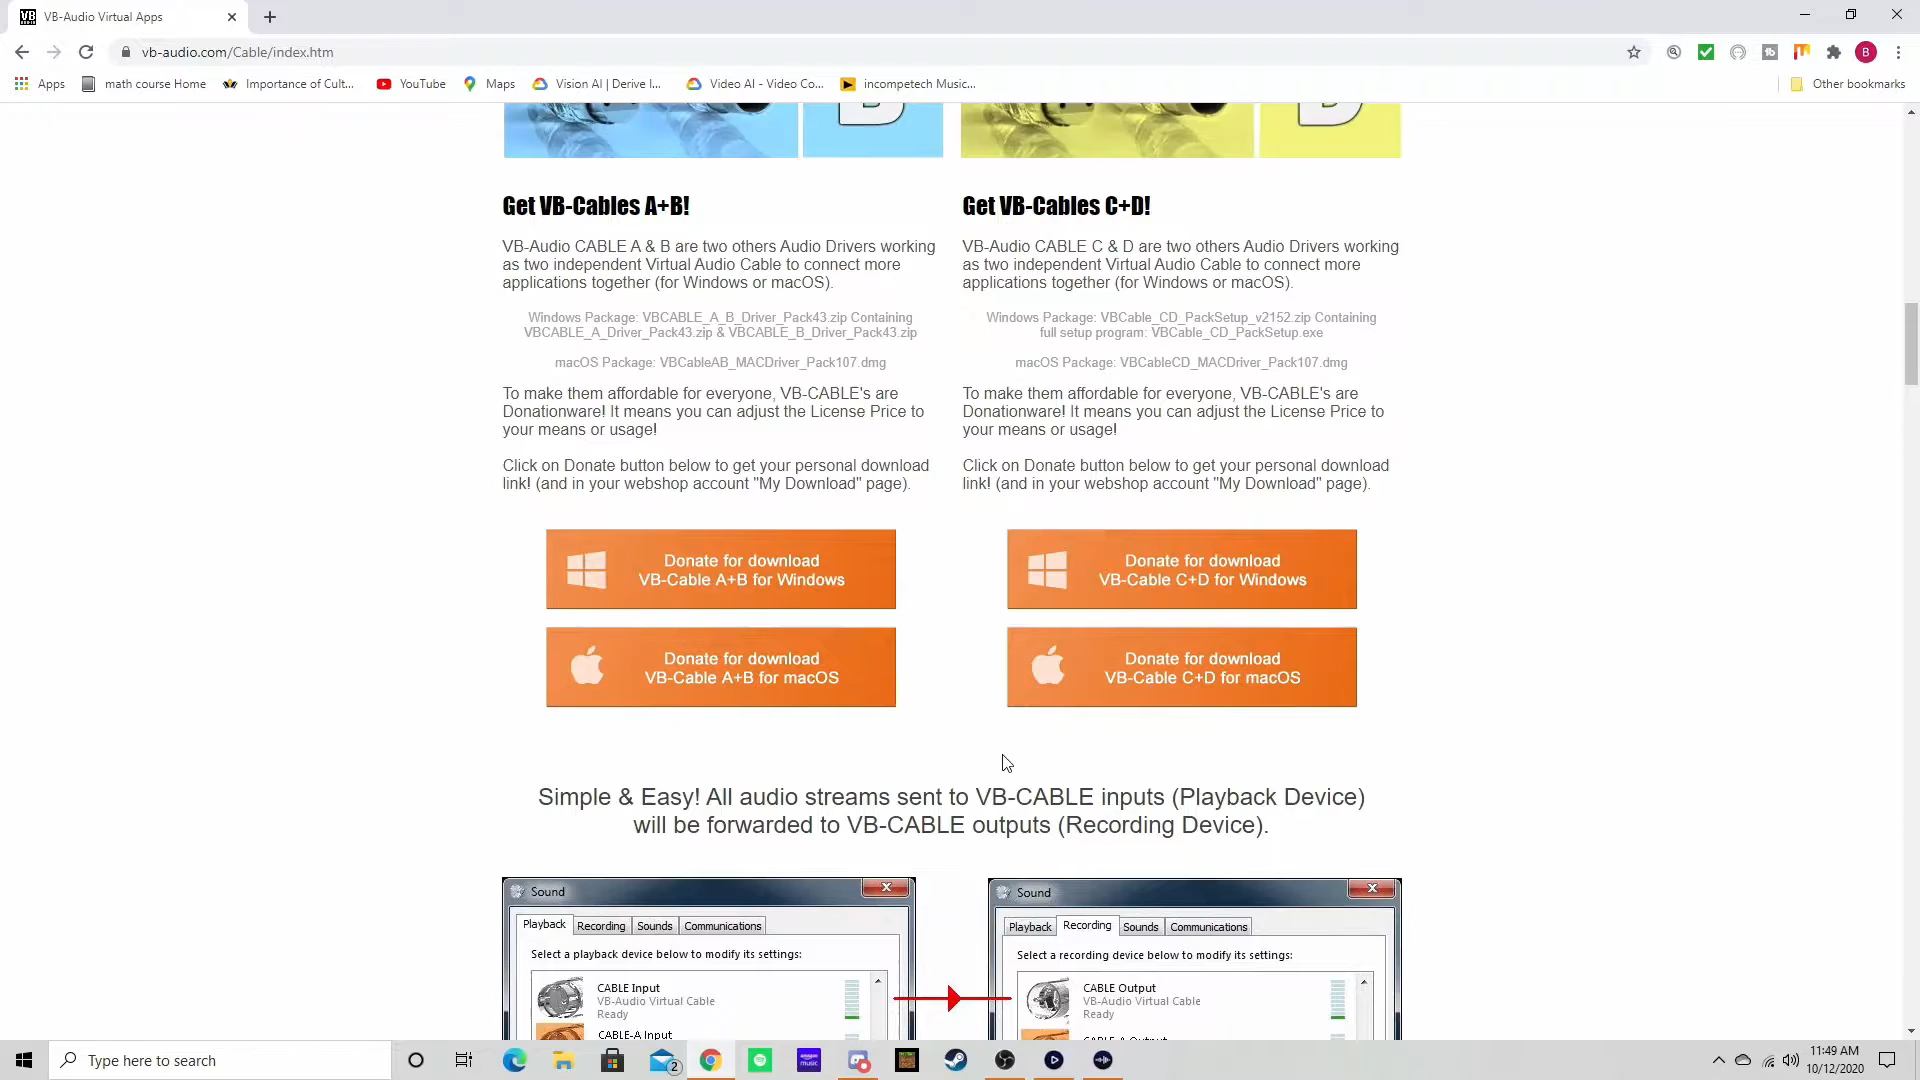 VB-Audio Virtual Apps
vb-audio.com/Cable/index.htm
B
Apps
math course Home
Importance of Cult...
YouTube
Maps
Vision AI | Derive I...
Video AI - Video Co...
incompetech Music...
Other bookmarks
Get VB-Cables A+B!
VB-Audio CABLE A & B are two others Audio Drivers working
as two independent Virtual Audio Cable to connect more
applications together (for Windows or macOS).
Windows Package: VBCABLE_A_B_Driver_Pack43.zip Containing
VBCABLE_A_Driver_Pack43.zip & VBCABLE_B_Driver_Pack43.zip
macOS Package: VBCableAB_MACDriver_Pack107.dmg
To make them affordable for everyone, VB-CABLE's are
Donationware! It means you can adjust the License Price to
your means or usage!
Click on Donate button below to get your personal download
link! (and in your webshop account "My Download" page).
Donate for download
VB-Cable A+B for Windows
Donate for download
VB-Cable A+B for macOS
Get VB-Cables C+D!
VB-Audio CABLE C & D are two others Audio Drivers working
as two independent Virtual Audio Cable to connect more
applications together (for Windows or macOS).
Windows Package: VBCable_CD_PackSetup_v2152.zip Containing
full setup program: VBCable_CD_PackSetup.exe
macOS Package: VBCableCD_MACDriver_Pack107.dmg
To make them affordable for everyone, VB-CABLE's are
Donationware! It means you can adjust the License Price to
your means or usage!
Click on Donate button below to get your personal download
link! (and in your webshop account "My Download" page).
Donate for download
VB-Cable C+D for Windows
Donate for download
VB-Cable C+D for macOS
Simple & Easy! All audio streams sent to VB-CABLE inputs (Playback Device)
will be forwarded to VB-CABLE outputs (Recording Device).
Sound
Playback Recording Sounds Communications
Select a playback device below to modify its settings:
CABLE Input
VB-Audio Virtual Cable
Ready
CABLE-A Input
Sound
Playback Recording Sounds Communications
Select a recording device below to modify its settings:
CABLE Output
VB-Audio Virtual Cable
Ready
Type here to search
2
amazon music
11:49 AM
10/12/2020